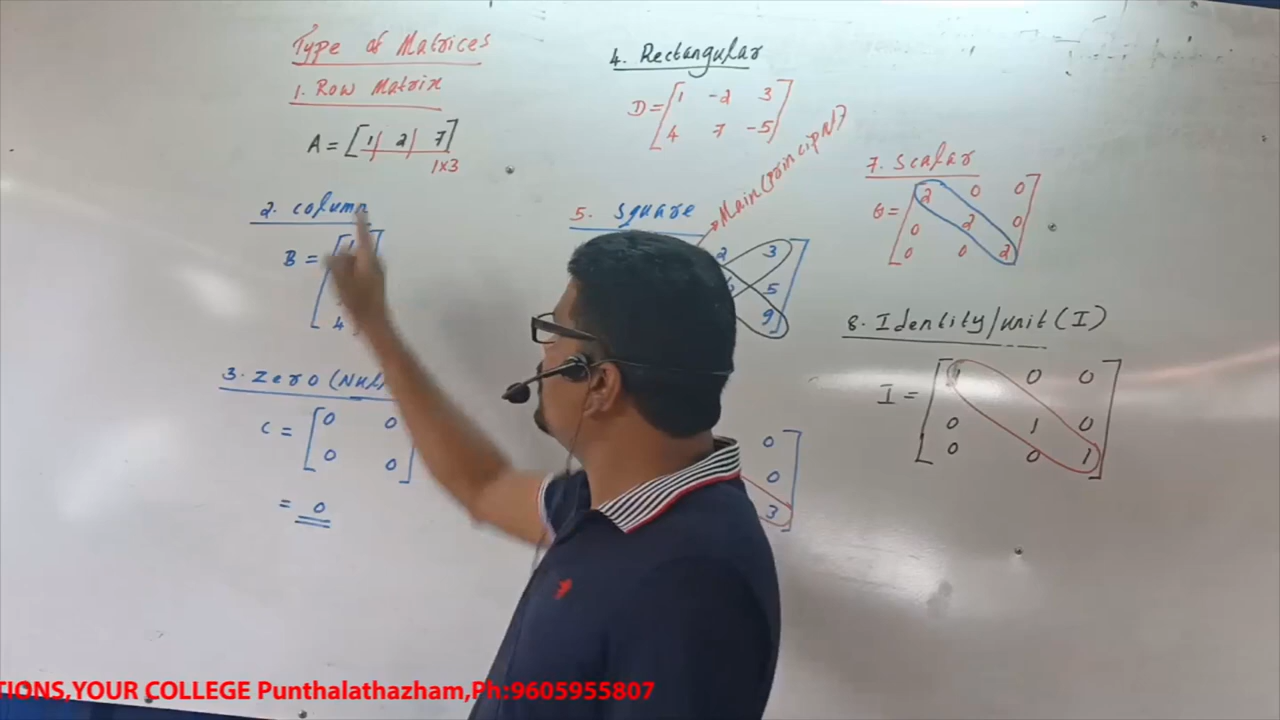 Type of Matrices
1. Row Matrix
A = [ 1 | 2 | 7 ]
1×3
2. column
B =
4
3. Zero (Null
C = [ 0 0
0 0 ]
= 0
4. Rectangular
D = [ 1 -2 3
4 7 -5 ]
Main (principal)
5. Square
2 3
5
9
0
0
3
7. Scalar
G = [ 2 0 0
0 2 0
0 0 2 ]
8. Identity/unit (I)
I = [ 1 0 0
0 1 0
0 0 1 ]
TIONS,YOUR COLLEGE Punthalathazham,Ph:9605955807